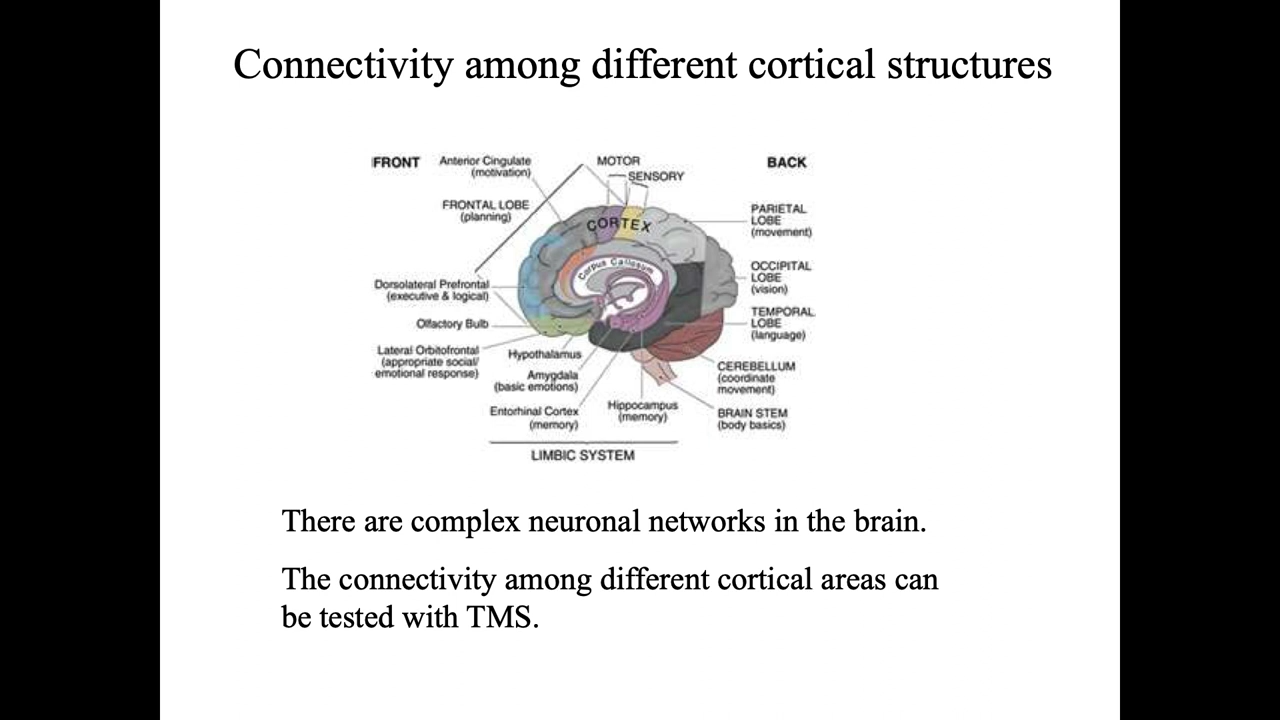 Connectivity among different cortical structures
FRONT
Anterior Cingulate
(motivation)
MOTOR
SENSORY
BACK
FRONTAL LOBE
(planning)
PARIETAL
LOBE
(movement)
CORTEX
Corpus Callosum
OCCIPITAL
LOBE
(vision)
Dorsolateral Prefrontal
(executive & logical)
TEMPORAL
LOBE
(language)
Olfactory Bulb
Lateral Orbitofrontal
(appropriate social/
emotional response)
Hypothalamus
Amygdala
(basic emotions)
CEREBELLUM
(coordinate
movement)
Entorhinal Cortex
(memory)
Hippocampus
(memory)
BRAIN STEM
(body basics)
LIMBIC SYSTEM
There are complex neuronal networks in the brain.
The connectivity among different cortical areas can
be tested with TMS.